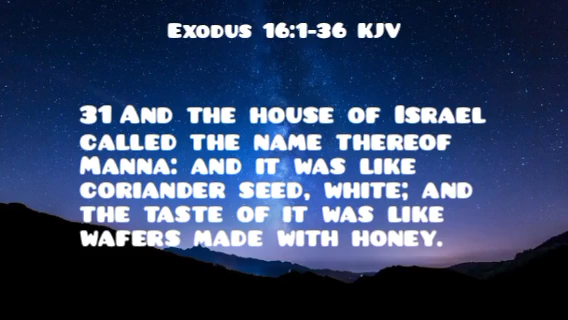 Exodus 16:1-36 KJV
31 And the house of Israel
called the name thereof
Manna: and it was like
coriander seed, white; and
the taste of it was like
wafers made with honey.